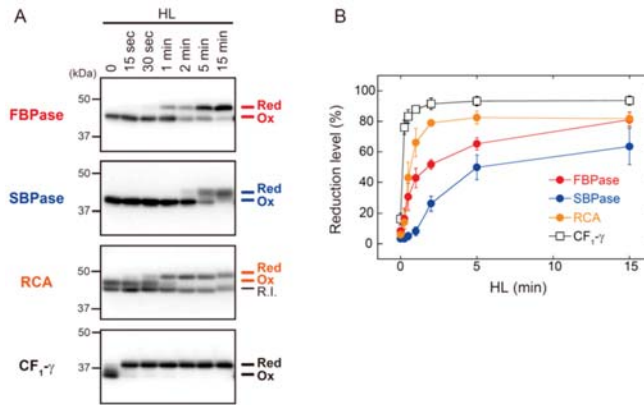 A
HL
0
15 sec
30 sec
1 min
2 min
5 min
15 min
(kDa)
FBPase
50
37
Red
Ox
SBPase
50
37
Red
Ox
RCA
50
37
Red
Ox
R.I.
CF₁-γ
50
37
Red
Ox
B
Reduction level (%)
100
80
60
40
20
0
FBPase
SBPase
RCA
CF₁-γ
0 5 10 15
HL (min)